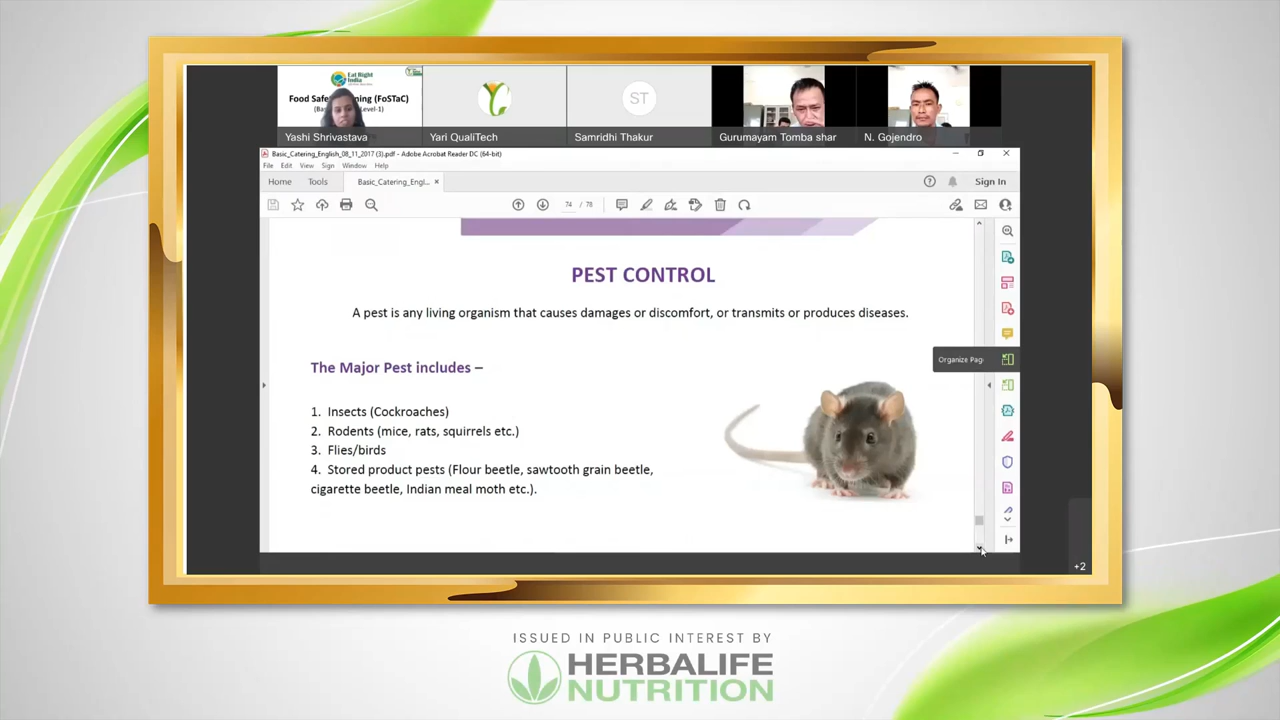 Eat Right
India
Food Safe ning (FoSTaC)
Level-1)
Yashi Shrivastava
Yari QualiTech
ST
Samridhi Thakur
Gurumayam Tomba shar
N. Gojendro
Basic_Catering_English_08_11_2017 (3).pdf - Adobe Acrobat Reader DC (64-bit)
File Edit View Sign Window Help
Home Tools Basic_Catering_Engl... × Sign In
74 / 78
PEST CONTROL
A pest is any living organism that causes damages or discomfort, or transmits or produces diseases.
The Major Pest includes –
Organize Pag
1. Insects (Cockroaches)
2. Rodents (mice, rats, squirrels etc.)
3. Flies/birds
4. Stored product pests (Flour beetle, sawtooth grain beetle,
cigarette beetle, Indian meal moth etc.).
+2
ISSUED IN PUBLIC INTEREST BY
HERBALIFE
NUTRITION